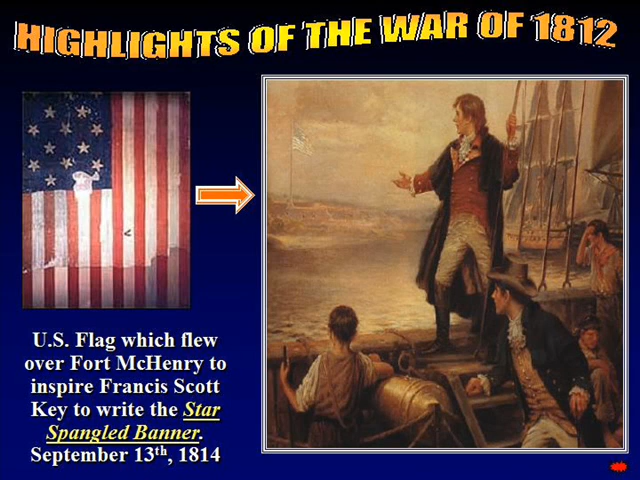 HIGHLIGHTS OF THE WAR OF 1812
U.S. Flag which flew
over Fort McHenry to
inspire Francis Scott
Key to write the Star
Spangled Banner.
September 13th, 1814